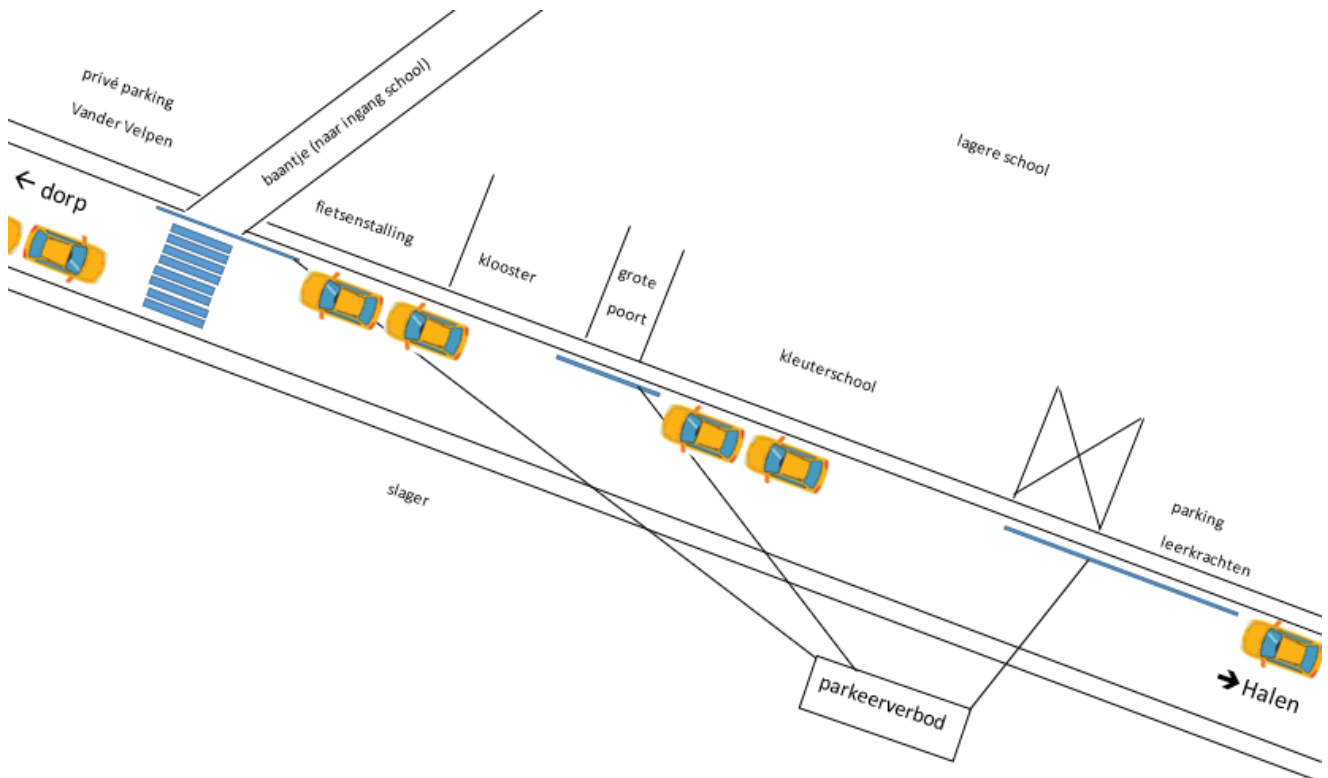 privé parking
Vander Velpen
baantje (naar ingang school)
lagere school
← dorp
fietsenstalling
klooster
grote
poort
kleuterschool
slager
parking
leerkrachten
parkeerverbod
→ Halen